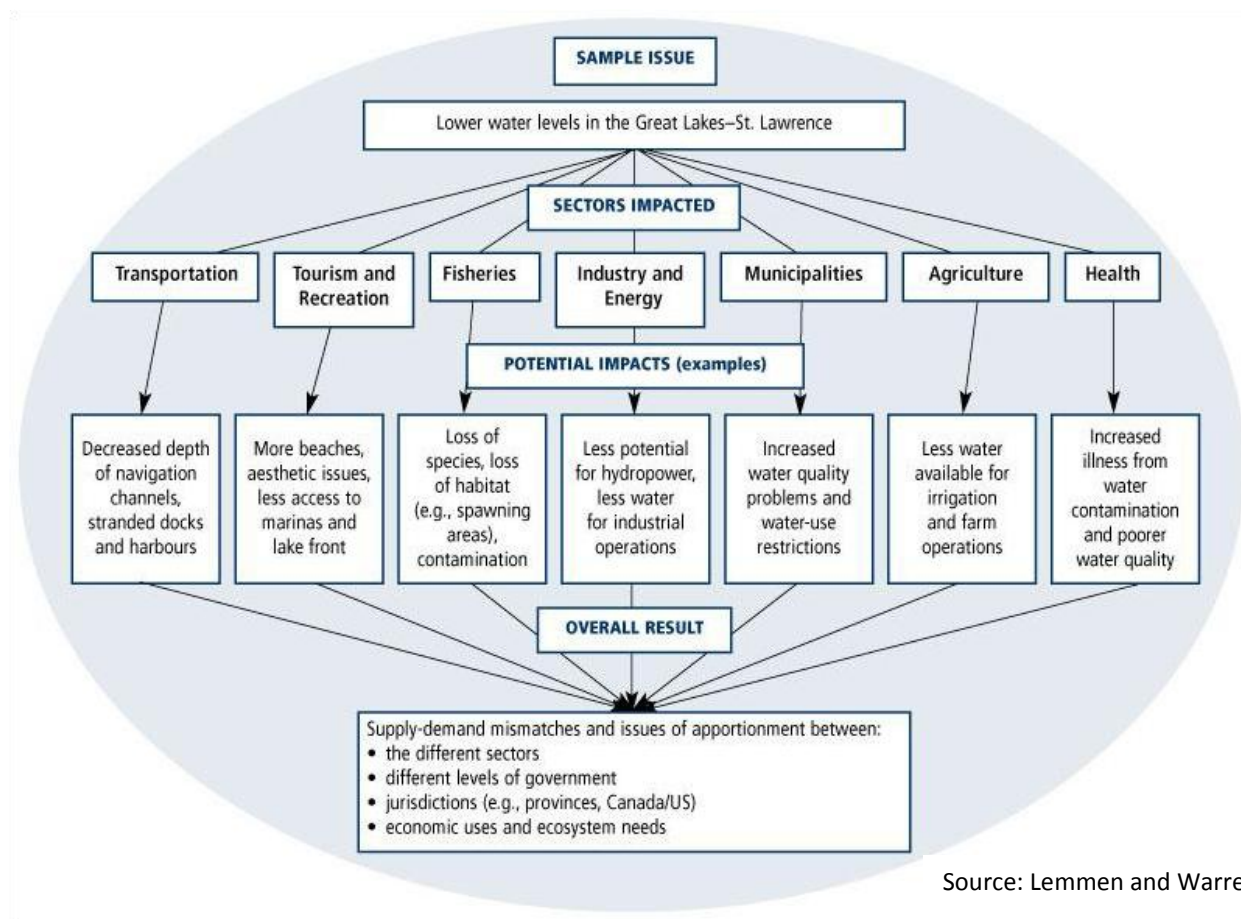 SAMPLE ISSUE
Lower water levels in the Great Lakes–St. Lawrence
SECTORS IMPACTED
Transportation
Tourism and
Recreation
Fisheries
Industry and
Energy
Municipalities
Agriculture
Health
POTENTIAL IMPACTS (examples)
Decreased depth
of navigation
channels,
stranded docks
and harbours
More beaches,
aesthetic issues,
less access to
marinas and
lake front
Loss of
species, loss
of habitat
(e.g., spawning
areas),
contamination
Less potential
for hydropower,
less water
for industrial
operations
Increased
water quality
problems and
water-use
restrictions
Less water
available for
irrigation
and farm
operations
Increased
illness from
water
contamination
and poorer
water quality
OVERALL RESULT
Supply-demand mismatches and issues of apportionment between:
• the different sectors
• different levels of government
• jurisdictions (e.g., provinces, Canada/US)
• economic uses and ecosystem needs
Source: Lemmen and Warre